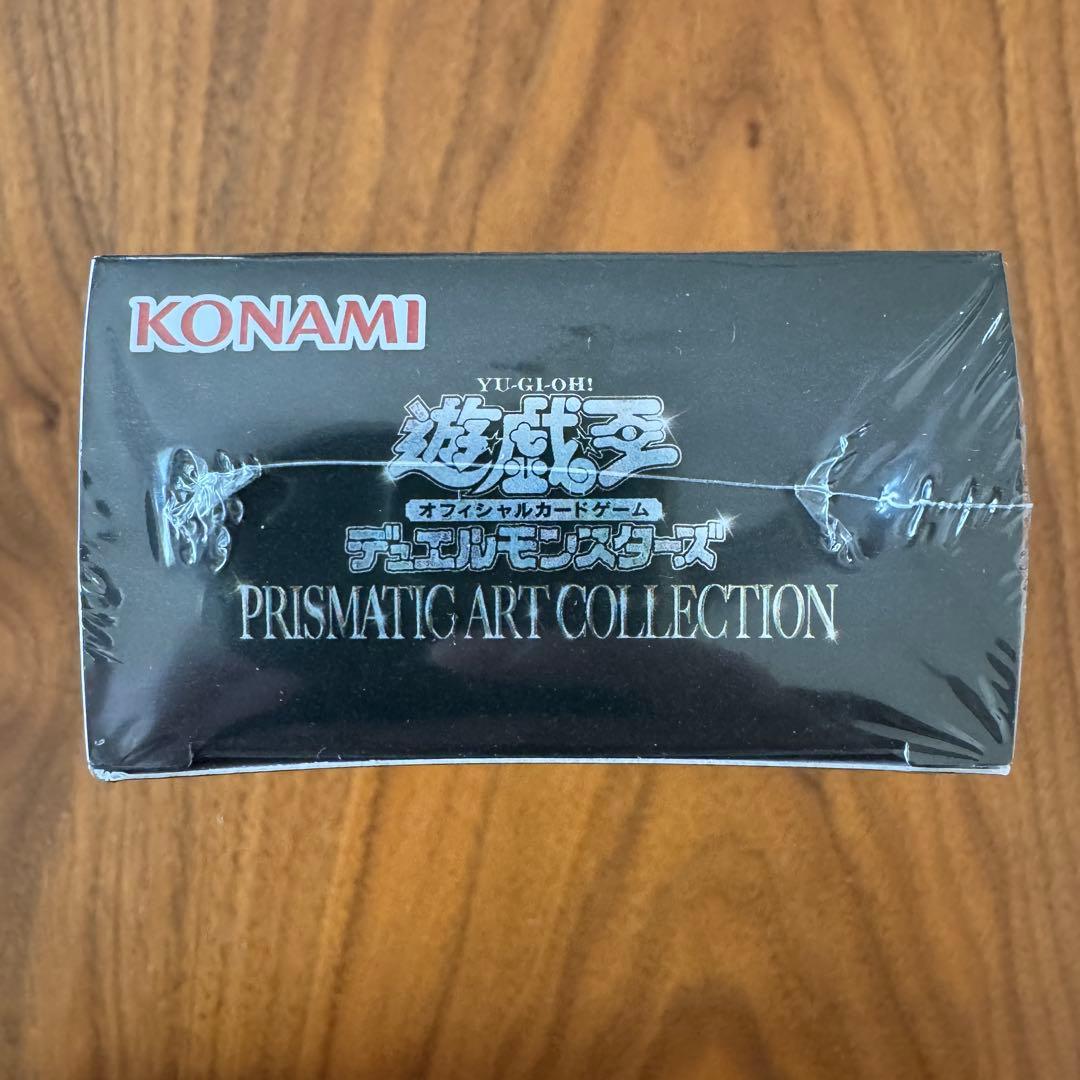 KONAMI
YU-GI-OH!
遊戯王
オフィシャルカードゲーム
デュエルモンスターズ
PRISMATIC ART COLLECTION